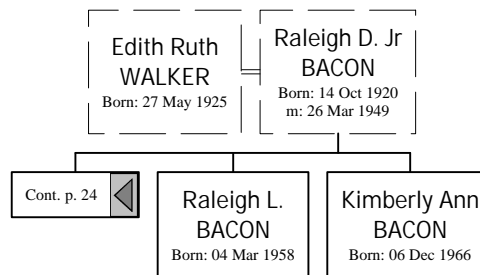 Edith Ruth
WALKER
Born: 27 May 1925
Raleigh D. Jr
BACON
Born: 14 Oct 1920
m: 26 Mar 1949
Cont. p. 24
Raleigh L.
BACON
Born: 04 Mar 1958
Kimberly Ann
BACON
Born: 06 Dec 1966